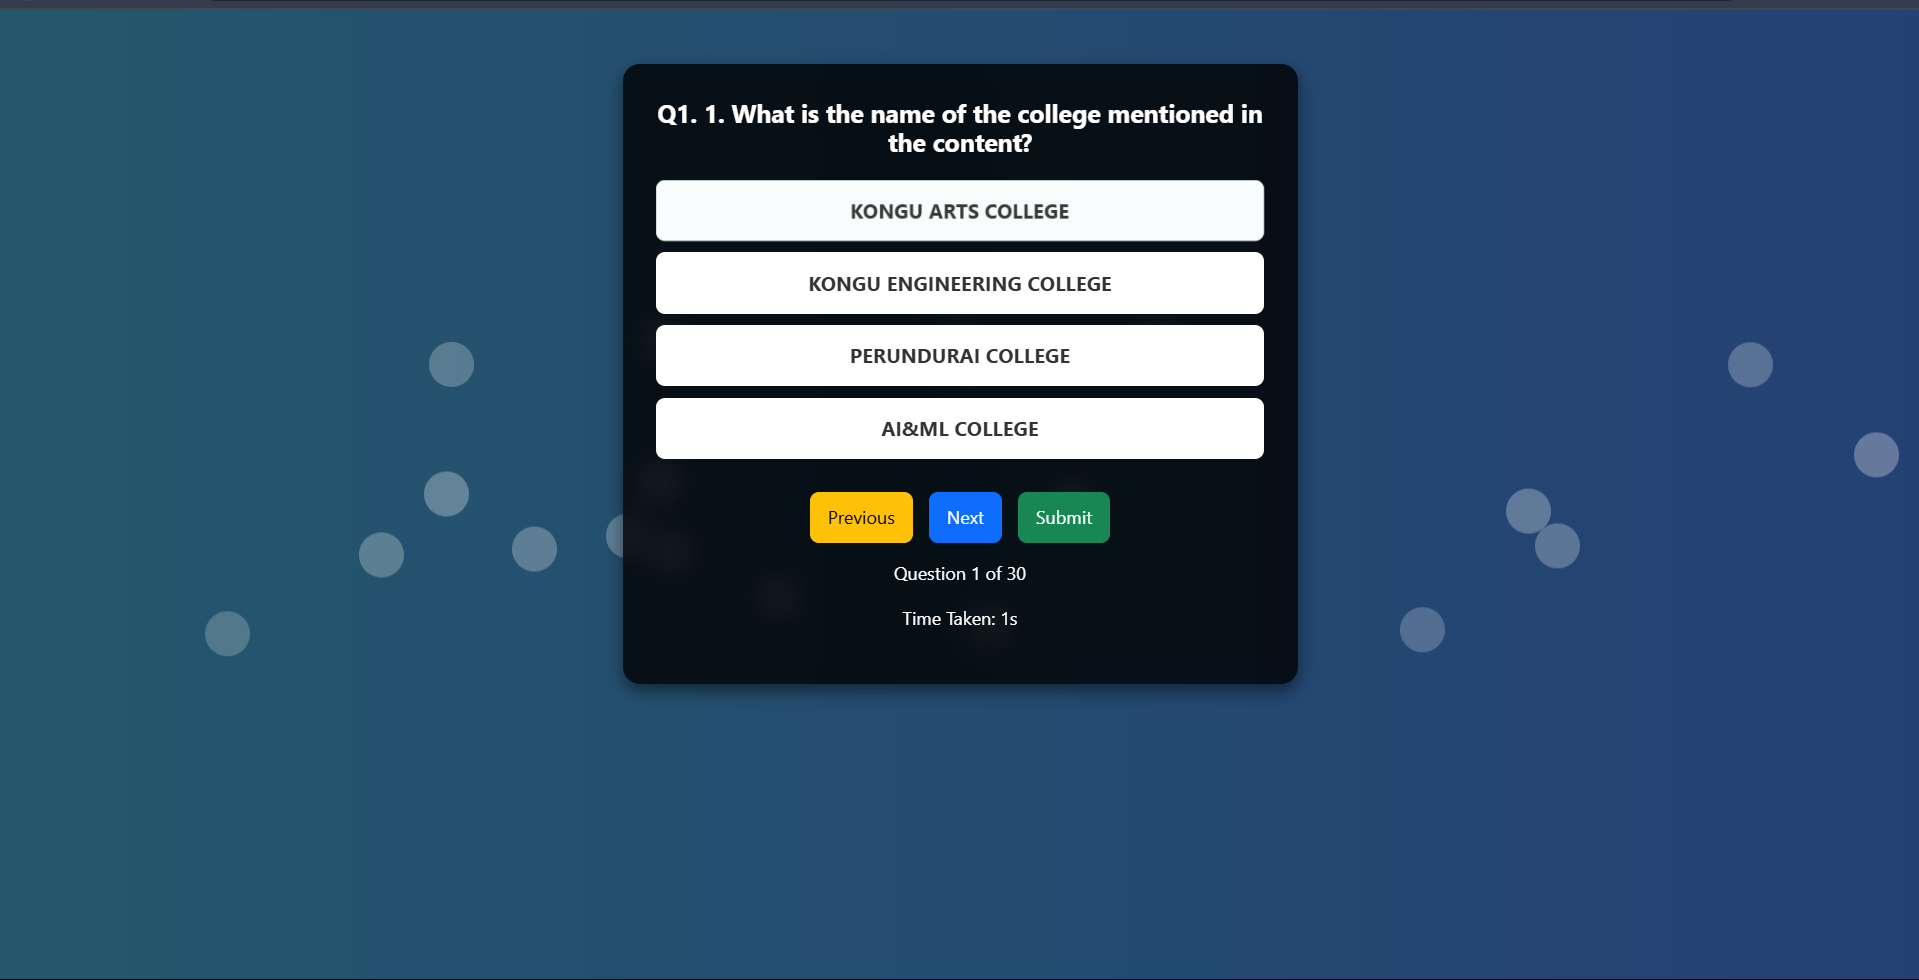 Q1. 1. What is the name of the college mentioned in
the content?
KONGU ARTS COLLEGE
KONGU ENGINEERING COLLEGE
PERUNDURAI COLLEGE
AI&ML COLLEGE
Previous Next Submit
Question 1 of 30
Time Taken: 1s